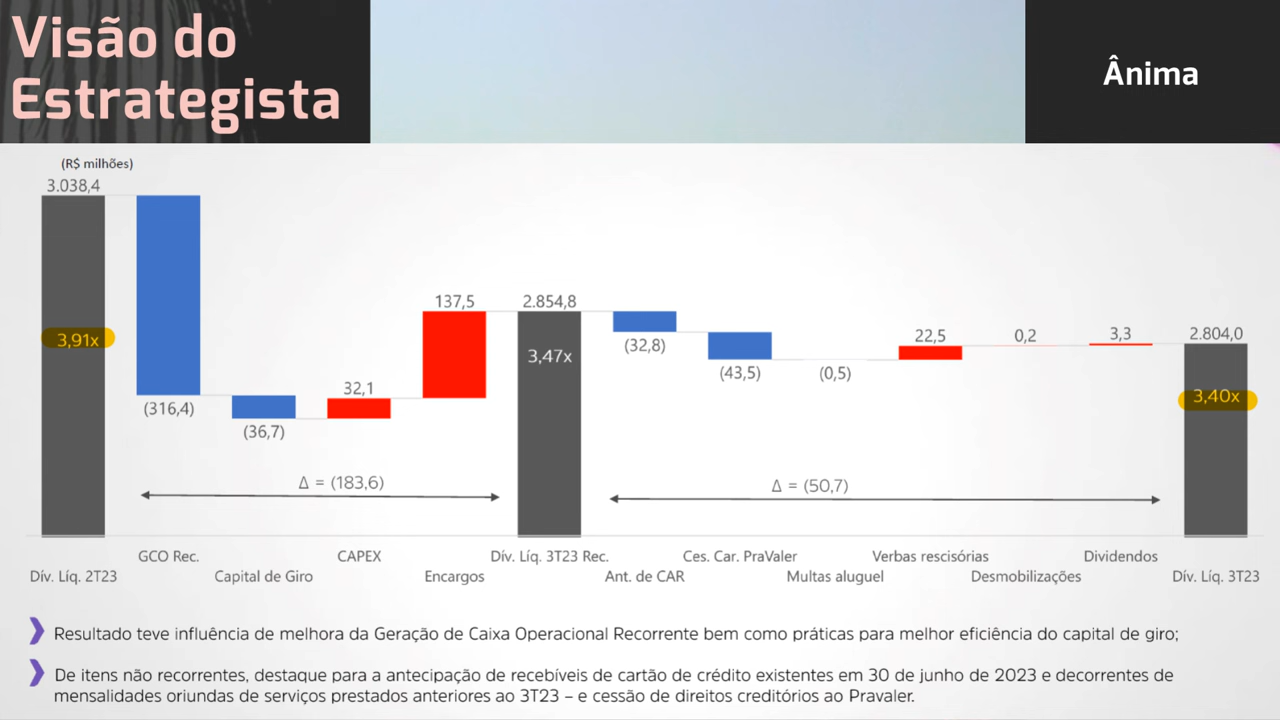 Visão do
Estrategista
Ânima
(R$ milhões)
3.038,4
3,91x
(316,4)
(36,7)
32,1
137,5
2.854,8
3,47x
(32,8)
(43,5)
(0,5)
22,5
0,2
3,3
2.804,0
3,40x
Δ = (183,6)
Δ = (50,7)
GCO Rec.
CAPEX
Dív. Líq. 3T23 Rec.
Ces. Car. PraValer
Verbas rescisórias
Dividendos
Dív. Líq. 2T23
Capital de Giro
Encargos
Ant. de CAR
Multas aluguel
Desmobilizações
Dív. Líq. 3T23
Resultado teve influência de melhora da Geração de Caixa Operacional Recorrente bem como práticas para melhor eficiência do capital de giro;
De itens não recorrentes, destaque para a antecipação de recebíveis de cartão de crédito existentes em 30 de junho de 2023 e decorrentes de
mensalidades oriundas de serviços prestados anteriores ao 3T23 – e cessão de direitos creditórios ao Pravaler.